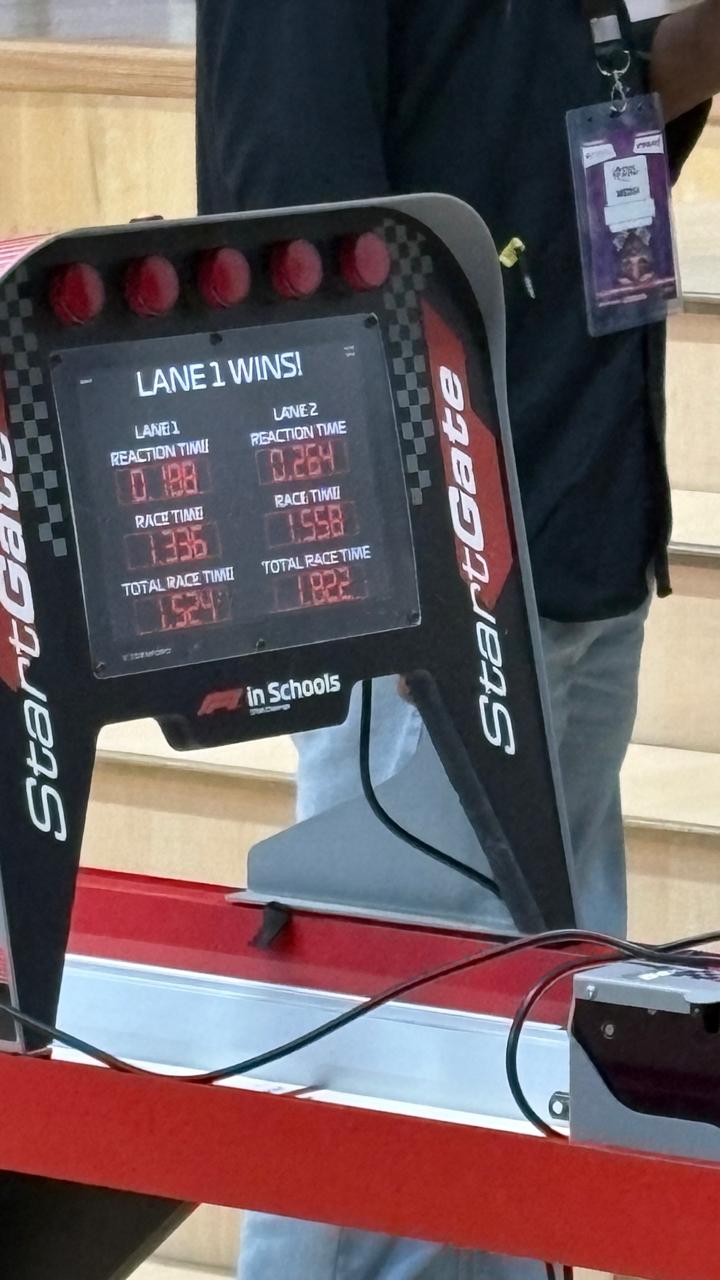 LANE 1 WINS!
LANE 1
REACTION TIME
0.188
RACE TIME
1.336
TOTAL RACE TIME
1.524
LANE 2
REACTION TIME
0.264
RACE TIME
1.558
TOTAL RACE TIME
1.822
F1 in Schools
StartGate
StartGate